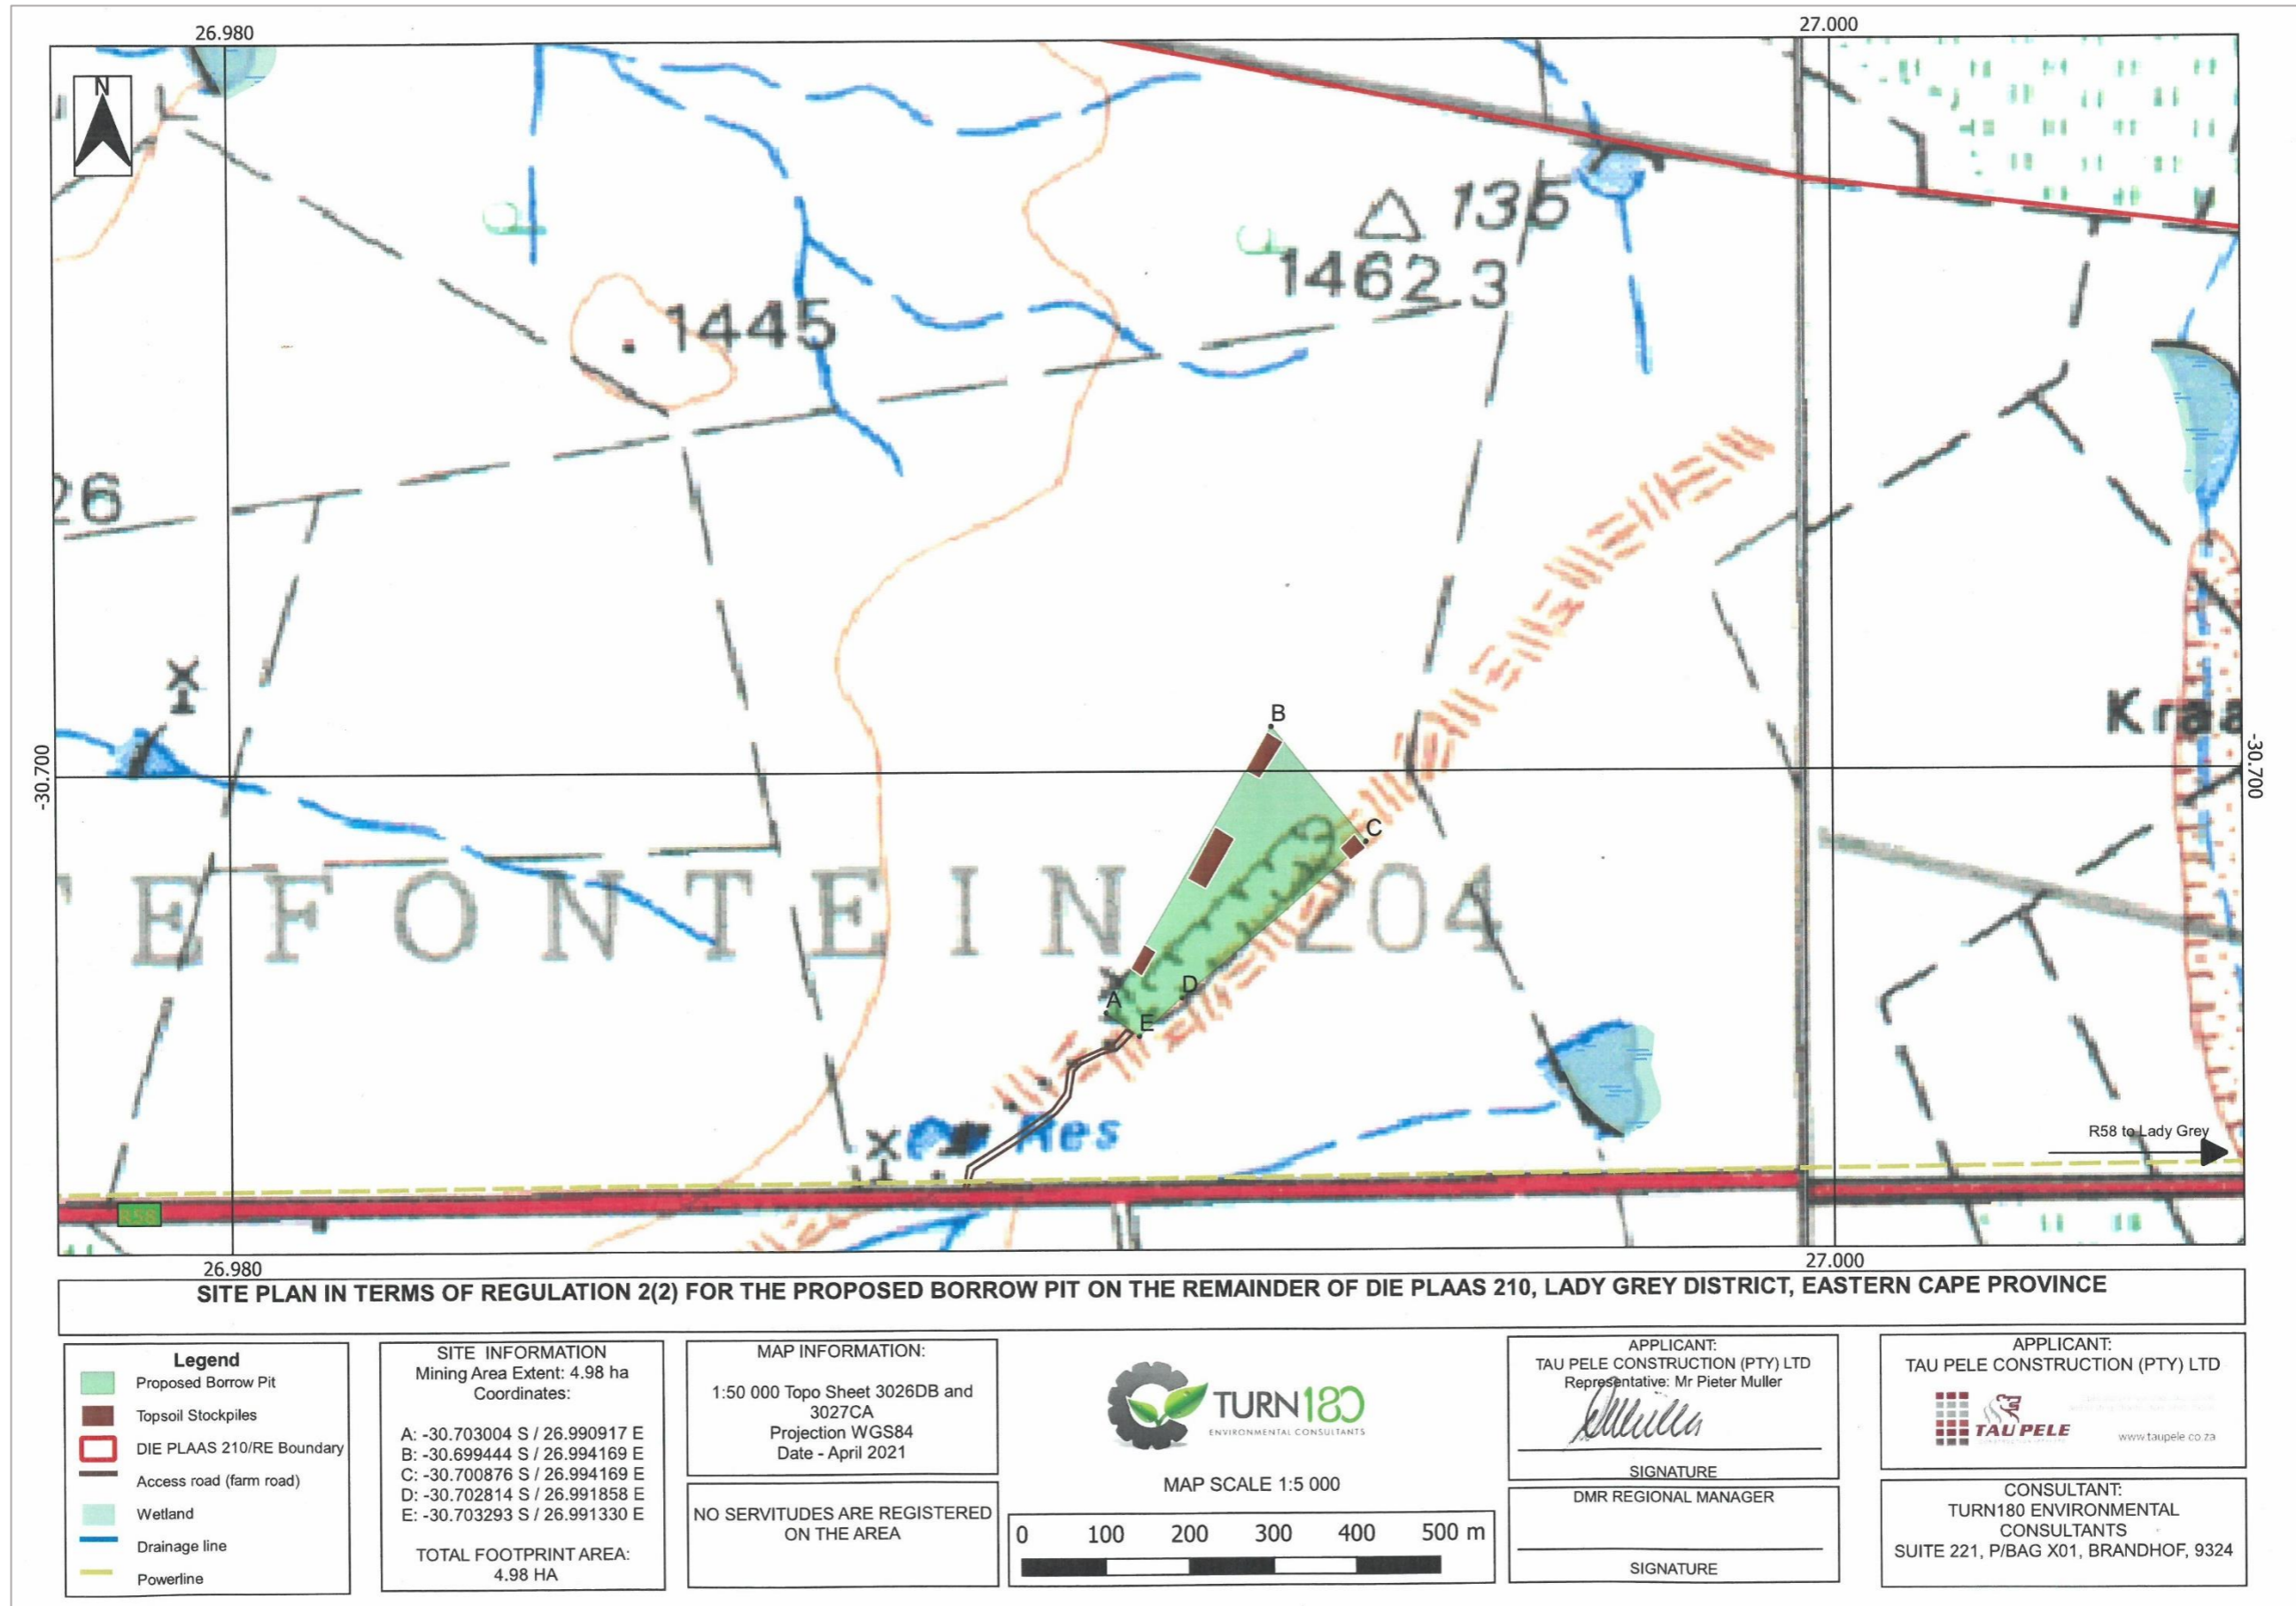 26.980
27.000
N
135
1462.3
1445
26
B
-30.700
-30.700
C
Kraa
EFONTEIN 204
A
D
E
Res
R58 to Lady Grey
R58
26.980
27.000
SITE PLAN IN TERMS OF REGULATION 2(2) FOR THE PROPOSED BORROW PIT ON THE REMAINDER OF DIE PLAAS 210, LADY GREY DISTRICT, EASTERN CAPE PROVINCE
Legend
Proposed Borrow Pit
Topsoil Stockpiles
DIE PLAAS 210/RE Boundary
Access road (farm road)
Wetland
Drainage line
Powerline
SITE INFORMATION
Mining Area Extent: 4.98 ha
Coordinates:
A: -30.703004 S / 26.990917 E
B: -30.699444 S / 26.994169 E
C: -30.700876 S / 26.994169 E
D: -30.702814 S / 26.991858 E
E: -30.703293 S / 26.991330 E
TOTAL FOOTPRINT AREA:
4.98 HA
MAP INFORMATION:
1:50 000 Topo Sheet 3026DB and
3027CA
Projection WGS84
Date - April 2021
NO SERVITUDES ARE REGISTERED
ON THE AREA
TURN180
ENVIRONMENTAL CONSULTANTS
MAP SCALE 1:5 000
0 100 200 300 400 500 m
APPLICANT:
TAU PELE CONSTRUCTION (PTY) LTD
Representative: Mr Pieter Muller
SIGNATURE
DMR REGIONAL MANAGER
SIGNATURE
APPLICANT:
TAU PELE CONSTRUCTION (PTY) LTD
TAU PELE
www.taupele.co.za
CONSULTANT:
TURN180 ENVIRONMENTAL
CONSULTANTS
SUITE 221, P/BAG X01, BRANDHOF, 9324